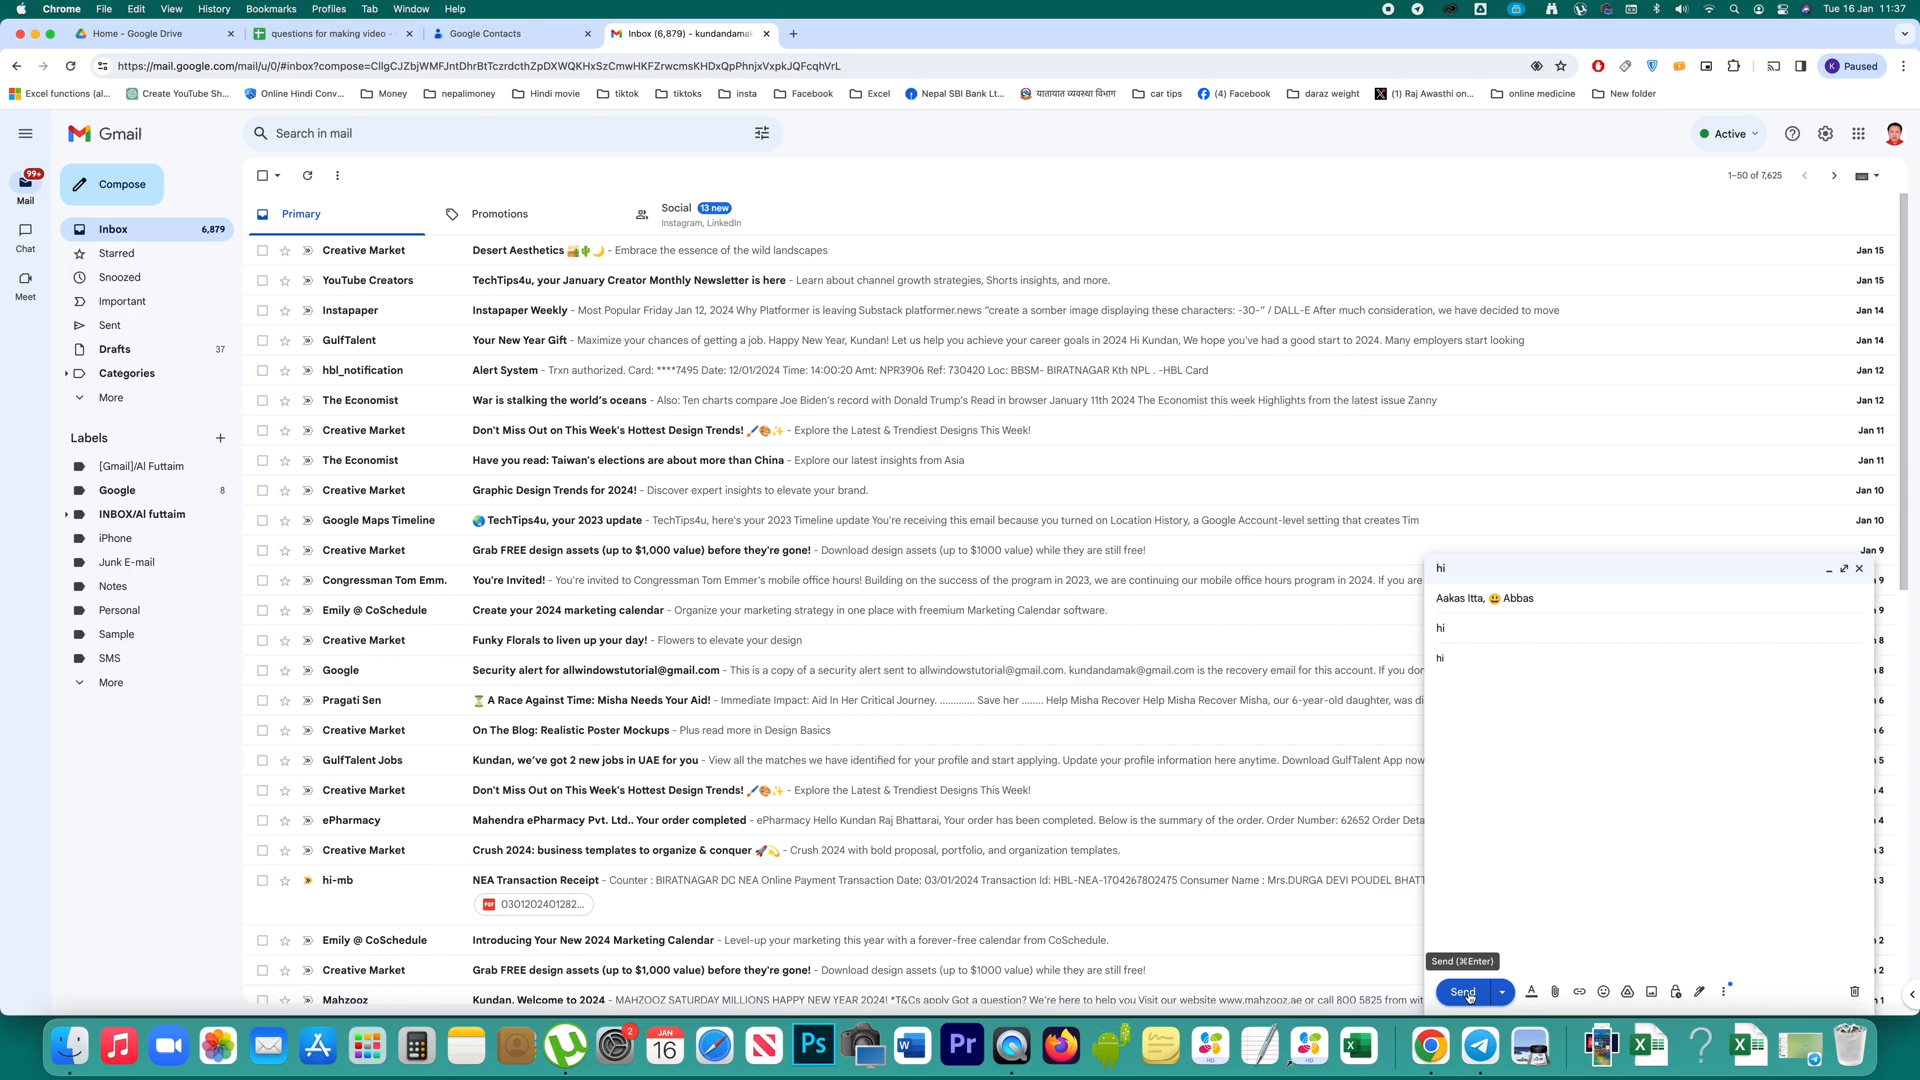 Chrome File Edit View History Bookmarks Profiles Tab Window Help Tue 16 Jan 11:37
Home - Google Drive questions for making video - Google Contacts Inbox (6,879) - kundandama
https://mail.google.com/mail/u/0/#inbox?compose=CllgCJZbjWMFJntDhrBtTczrdcthZpDXWQKHxSzCmwHKFZrwcmsKHDxQpPhnjxVxpkJQFcqhVrL K Paused
Excel functions (al... Create YouTube Sh... Online Hindi Conv... Money nepalimoney Hindi movie tiktok tiktoks insta Facebook Excel Nepal SBI Bank Lt... यातायात व्यवस्था विभाग car tips (4) Facebook daraz weight (1) Raj Awasthi on... online medicine New folder
Gmail Search in mail Active
99+
Mail
Chat
Meet
Compose
Inbox 6,879
Starred
Snoozed
Important
Sent
Drafts 37
Categories
More
Labels +
[Gmail]/Al Futtaim
Google 8
INBOX/Al futtaim
iPhone
Junk E-mail
Notes
Personal
Sample
SMS
More
1–50 of 7,625
Primary Promotions Social 13 new
Instagram, LinkedIn
Creative Market Desert Aesthetics 🏜️🌵🌙 - Embrace the essence of the wild landscapes Jan 15
YouTube Creators TechTips4u, your January Creator Monthly Newsletter is here - Learn about channel growth strategies, Shorts insights, and more. Jan 15
Instapaper Instapaper Weekly - Most Popular Friday Jan 12, 2024 Why Platformer is leaving Substack platformer.news “create a somber image displaying these characters: -30-” / DALL-E After much consideration, we have decided to move Jan 14
GulfTalent Your New Year Gift - Maximize your chances of getting a job. Happy New Year, Kundan! Let us help you achieve your career goals in 2024 Hi Kundan, We hope you've had a good start to 2024. Many employers start looking Jan 14
hbl_notification Alert System - Trxn authorized. Card: ****7495 Date: 12/01/2024 Time: 14:00:20 Amt: NPR3906 Ref: 730420 Loc: BBSM- BIRATNAGAR Kth NPL . -HBL Card Jan 12
The Economist War is stalking the world's oceans - Also: Ten charts compare Joe Biden's record with Donald Trump's Read in browser January 11th 2024 The Economist this week Highlights from the latest issue Zanny Jan 12
Creative Market Don't Miss Out on This Week's Hottest Design Trends! 🖌️🎨✨ - Explore the Latest & Trendiest Designs This Week! Jan 11
The Economist Have you read: Taiwan's elections are about more than China - Explore our latest insights from Asia Jan 11
Creative Market Graphic Design Trends for 2024! - Discover expert insights to elevate your brand. Jan 10
Google Maps Timeline 🌏 TechTips4u, your 2023 update - TechTips4u, here's your 2023 Timeline update You're receiving this email because you turned on Location History, a Google Account-level setting that creates Tim Jan 10
Creative Market Grab FREE design assets (up to $1,000 value) before they're gone! - Download design assets (up to $1000 value) while they are still free! Jan 9
Congressman Tom Emm. You're Invited! - You're invited to Congressman Tom Emmer's mobile office hours! Building on the success of the program in 2023, we are continuing our mobile office hours program in 2024. If you are 9
Emily @ CoSchedule Create your 2024 marketing calendar - Organize your marketing strategy in one place with freemium Marketing Calendar software. 9
Creative Market Funky Florals to liven up your day! - Flowers to elevate your design 8
Google Security alert for allwindowstutorial@gmail.com - This is a copy of a security alert sent to allwindowstutorial@gmail.com. kundandamak@gmail.com is the recovery email for this account. If you don 8
Pragati Sen ⏳ A Race Against Time: Misha Needs Your Aid! - Immediate Impact: Aid In Her Critical Journey. ............. Save her ........ Help Misha Recover Help Misha Recover Misha, our 6-year-old daughter, was di 6
Creative Market On The Blog: Realistic Poster Mockups - Plus read more in Design Basics 6
GulfTalent Jobs Kundan, we've got 2 new jobs in UAE for you - View all the matches we have identified for your profile and start applying. Update your profile information here anytime. Download GulfTalent App now 5
Creative Market Don't Miss Out on This Week's Hottest Design Trends! 🖌️🎨✨ - Explore the Latest & Trendiest Designs This Week! 4
ePharmacy Mahendra ePharmacy Pvt. Ltd.. Your order completed - ePharmacy Hello Kundan Raj Bhattarai, Your order has been completed. Below is the summary of the order. Order Number: 62652 Order Deta 4
Creative Market Crush 2024: business templates to organize & conquer 🚀💫 - Crush 2024 with bold proposal, portfolio, and organization templates. 3
hi-mb NEA Transaction Receipt - Counter : BIRATNAGAR DC NEA Online Payment Transaction Date: 03/01/2024 Transaction Id: HBL-NEA-1704267802475 Consumer Name : Mrs.DURGA DEVI POUDEL BHATT 3
PDF 0301202401282...
Emily @ CoSchedule Introducing Your New 2024 Marketing Calendar - Level-up your marketing this year with a forever-free calendar from CoSchedule. 2
Creative Market Grab FREE design assets (up to $1,000 value) before they're gone! - Download design assets (up to $1000 value) while they are still free! 2
Mahzooz Kundan, Welcome to 2024 - MAHZOOZ SATURDAY MILLIONS HAPPY NEW YEAR 2024! *T&Cs apply Got a question? We're here to help you Visit our website www.mahzooz.ae or call 800 5825 from wit 1
hi
Aakas Itta, 😃 Abbas
hi
hi
Send (⌘Enter)
Send
2
JAN
16
Ps W Pr X HD HD X X